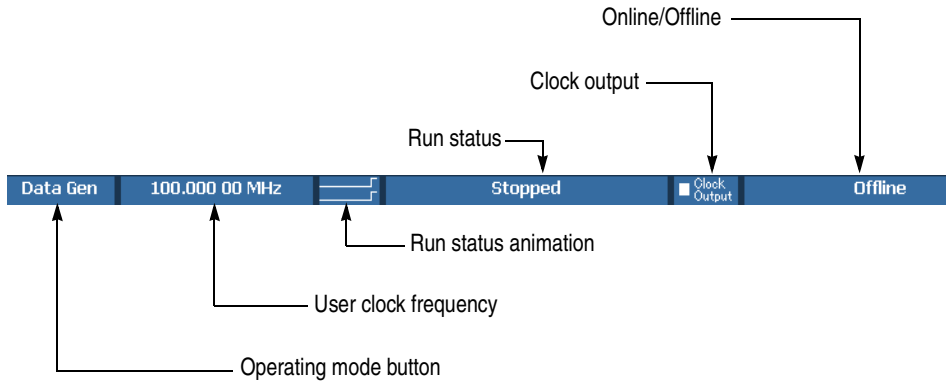 Online/Offline
Clock output
Run status
Data Gen 100.000 00 MHz Stopped Clock Output Offline
Run status animation
User clock frequency
Operating mode button